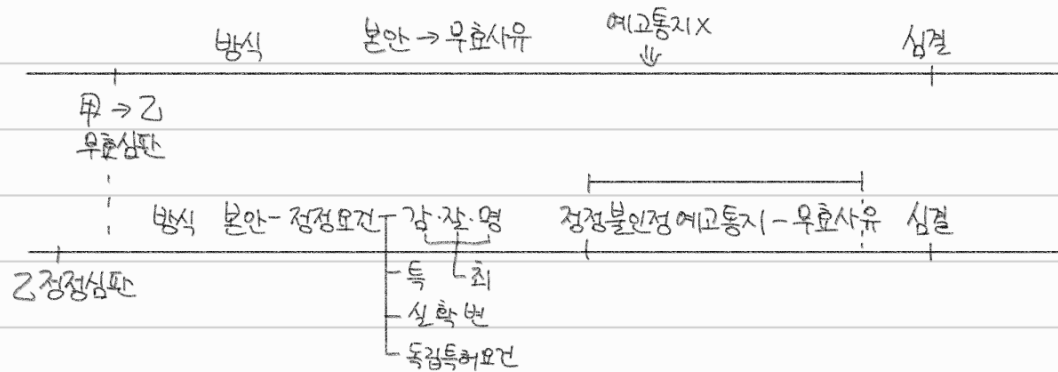 방식 본안 → 무효사유 예고통지X 심결
⇓
甲 → 乙
무효심판
방식 본안 - 정정요건 감·잘·명 정정불인정예고통지 - 무효사유 심결
乙정정심판
특 최
실학변
독립특허요건